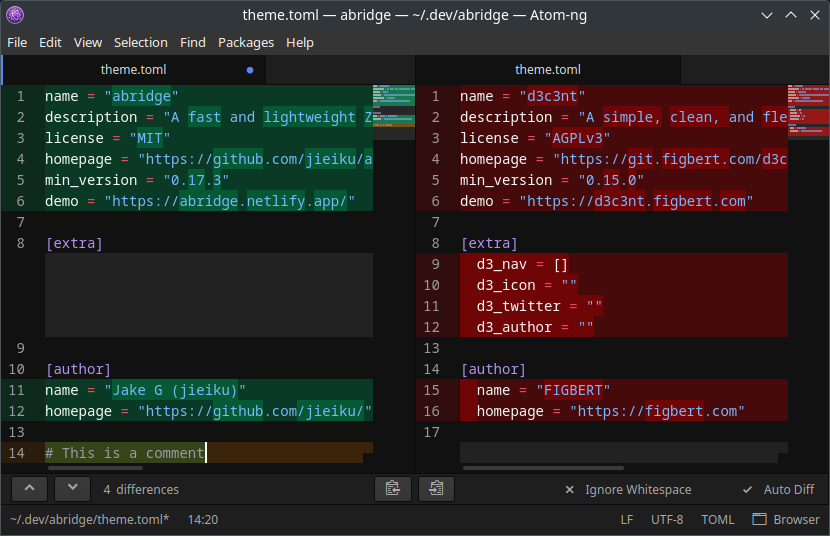 theme.toml — abridge — ~/.dev/abridge — Atom-ng
File Edit View Selection Find Packages Help
theme.toml
1 name = "abridge"
2 description = "A fast and lightweight Z
3 license = "MIT"
4 homepage = "https://github.com/jieiku/a
5 min_version = "0.17.3"
6 demo = "https://abridge.netlify.app/"
7
8 [extra]
9
10 [author]
11 name = "Jake G (jieiku)"
12 homepage = "https://github.com/jieiku/"
13
14 # This is a comment
theme.toml
1 name = "d3c3nt"
2 description = "A simple, clean, and fle
3 license = "AGPLv3"
4 homepage = "https://git.figbert.com/d3c
5 min_version = "0.15.0"
6 demo = "https://d3c3nt.figbert.com"
7
8 [extra]
9 d3_nav = []
10 d3_icon = ""
11 d3_twitter = ""
12 d3_author = ""
13
14 [author]
15 name = "FIGBERT"
16 homepage = "https://figbert.com"
17
4 differences Ignore Whitespace Auto Diff
~/.dev/abridge/theme.toml* 14:20 LF UTF-8 TOML Browser